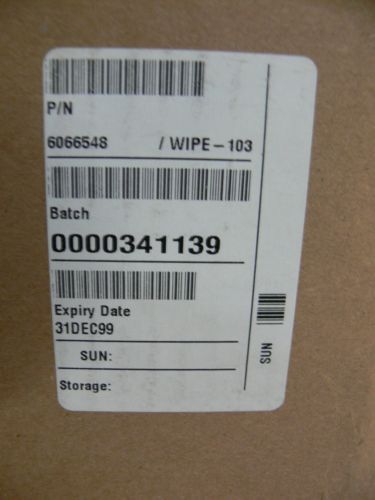 P/N
6066548 / WIPE-103
Batch
0000341139
Expiry Date
31DEC99
SUN:
Storage:
SUN